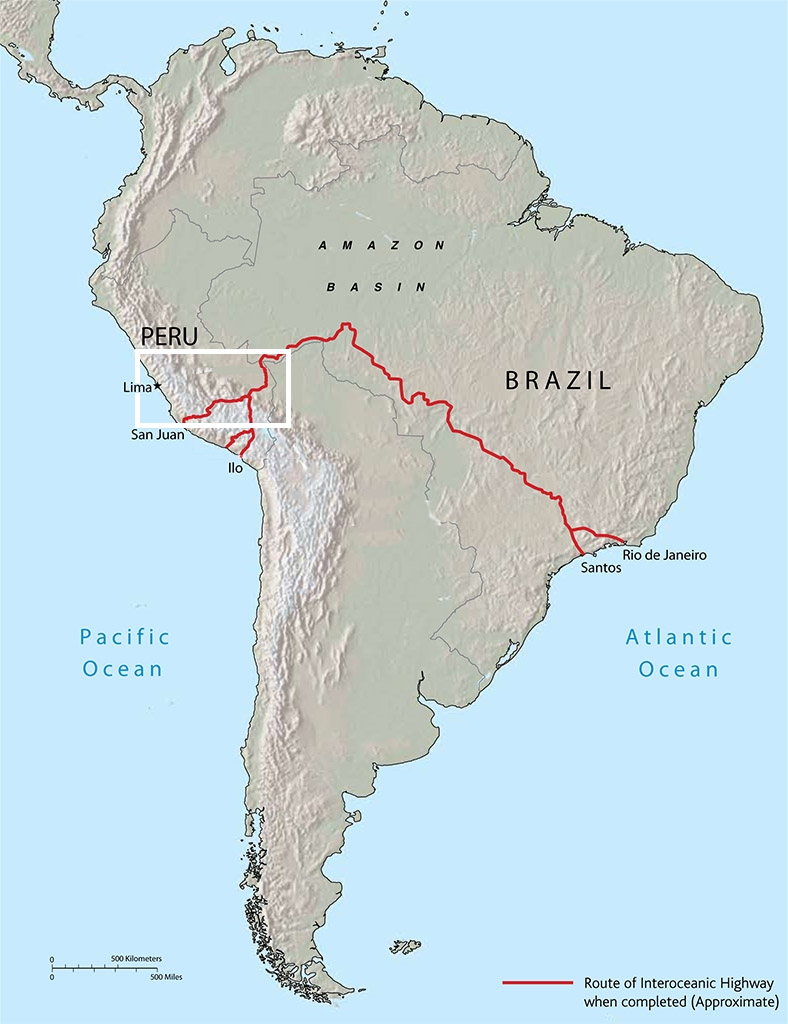 A M A Z O N
B A S I N
PERU
BRAZIL
Lima
San Juan
Ilo
Rio de Janeiro
Santos
Pacific
Ocean
Atlantic
Ocean
0 500 Kilometers
0 500 Miles
Route of Interoceanic Highway
when completed (Approximate)